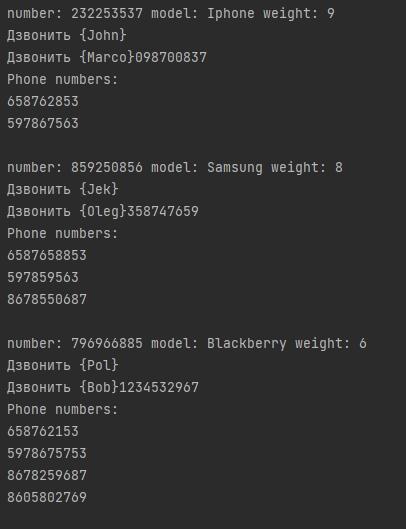 number: 232253537 model: Iphone weight: 9
Дзвонить {John}
Дзвонить {Marco}098700837
Phone numbers:
658762853
597867563
number: 859250856 model: Samsung weight: 8
Дзвонить {Jek}
Дзвонить {Oleg}358747659
Phone numbers:
6587658853
597859563
8678550687
number: 796966885 model: Blackberry weight: 6
Дзвонить {Pol}
Дзвонить {Bob}1234532967
Phone numbers:
658762153
5978675753
8678259687
8605802769